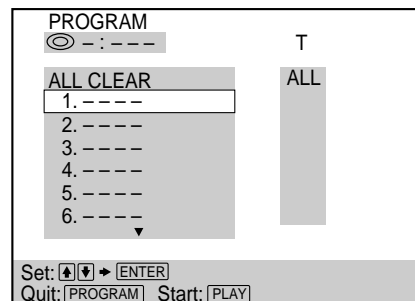 PROGRAM
– : – – – T
ALL CLEAR ALL
1. – – – –
2. – – – –
3. – – – –
4. – – – –
5. – – – –
6. – – – –
Set: ENTER
Quit: PROGRAM Start: PLAY